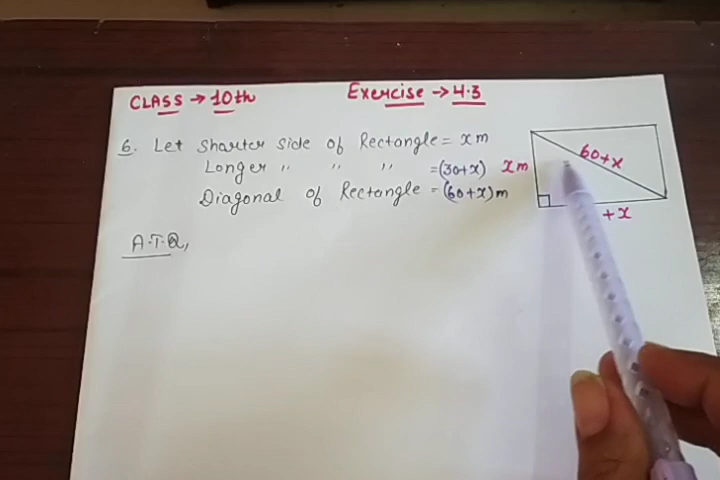 CLASS → 10th
Exercise → 4.3
6. Let Shorter side of Rectangle = x m
Longer " " " = (30+x)
Diagonal of Rectangle = (60+x)m
x m
60+x
+x
A.T.Q,